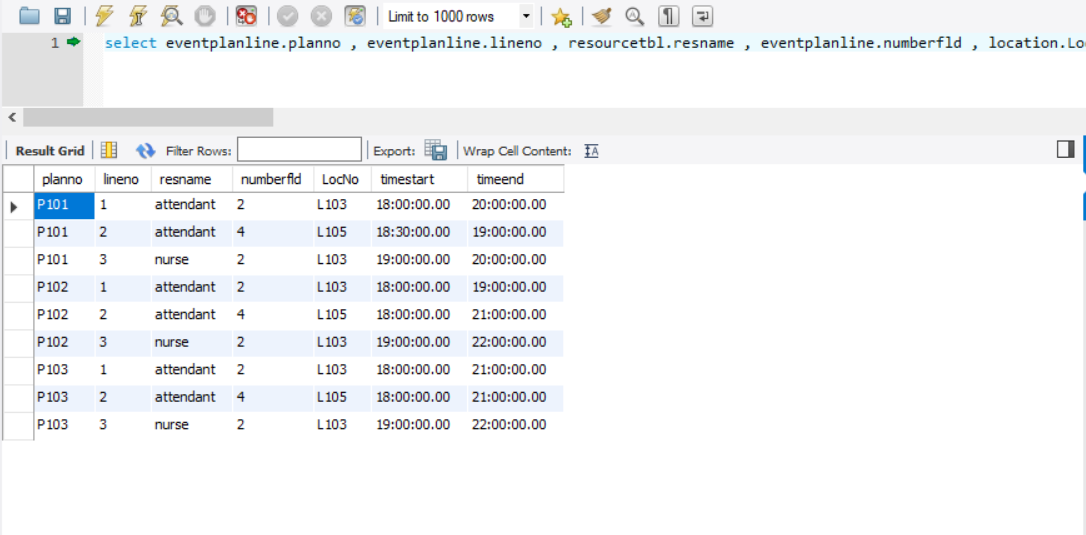 Limit to 1000 rows
1 select eventplanline.planno , eventplanline.lineno , resourcetbl.resname , eventplanline.numberfld , location.Lo
Result Grid Filter Rows: Export: Wrap Cell Content: IA
planno lineno resname numberfld LocNo timestart timeend
P101 1 attendant 2 L103 18:00:00.00 20:00:00.00
P101 2 attendant 4 L105 18:30:00.00 19:00:00.00
P101 3 nurse 2 L103 19:00:00.00 20:00:00.00
P102 1 attendant 2 L103 18:00:00.00 19:00:00.00
P102 2 attendant 4 L105 18:00:00.00 21:00:00.00
P102 3 nurse 2 L103 19:00:00.00 22:00:00.00
P103 1 attendant 2 L103 18:00:00.00 21:00:00.00
P103 2 attendant 4 L105 18:00:00.00 21:00:00.00
P103 3 nurse 2 L103 19:00:00.00 22:00:00.00